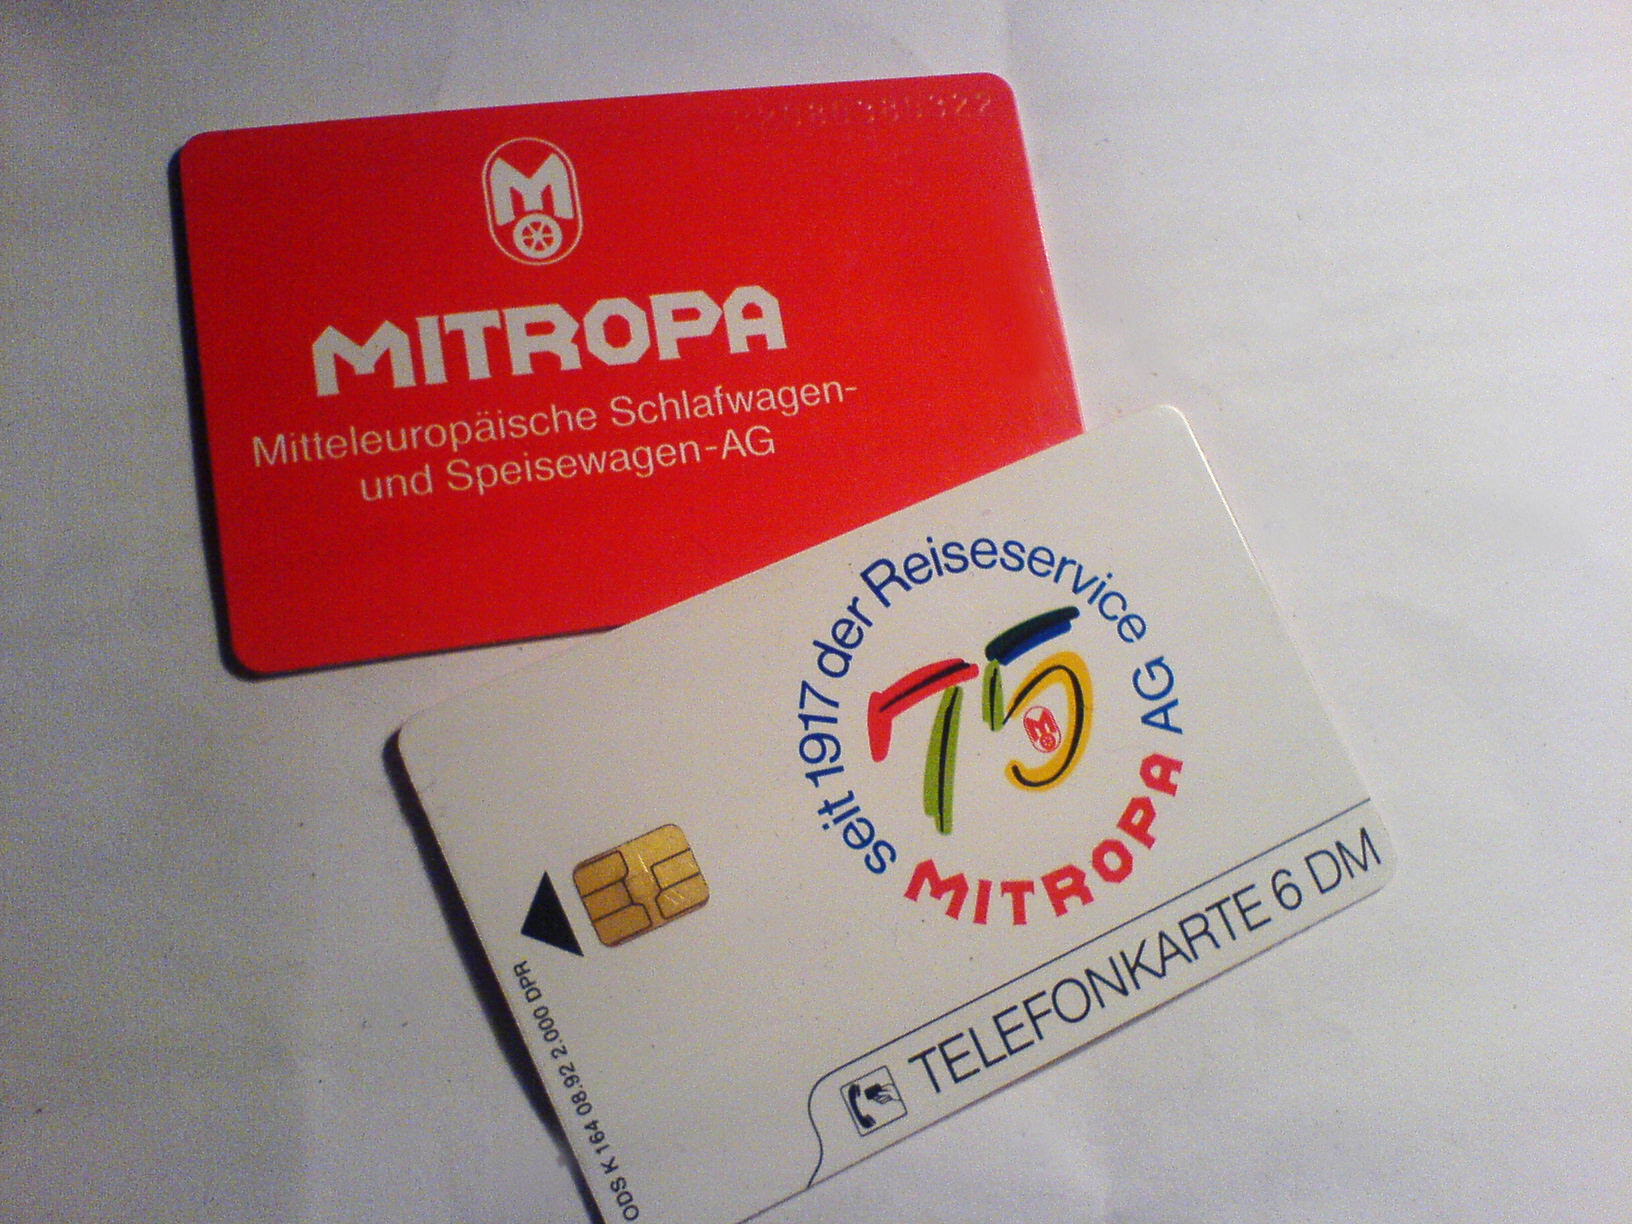 MITROPA
Mitteleuropäische Schlafwagen-
und Speisewagen-AG
seit 1917 der Reiseservice AG
75
MITROPA
TELEFONKARTE 6 DM
ODS K 164 08.92 2.000 DPR